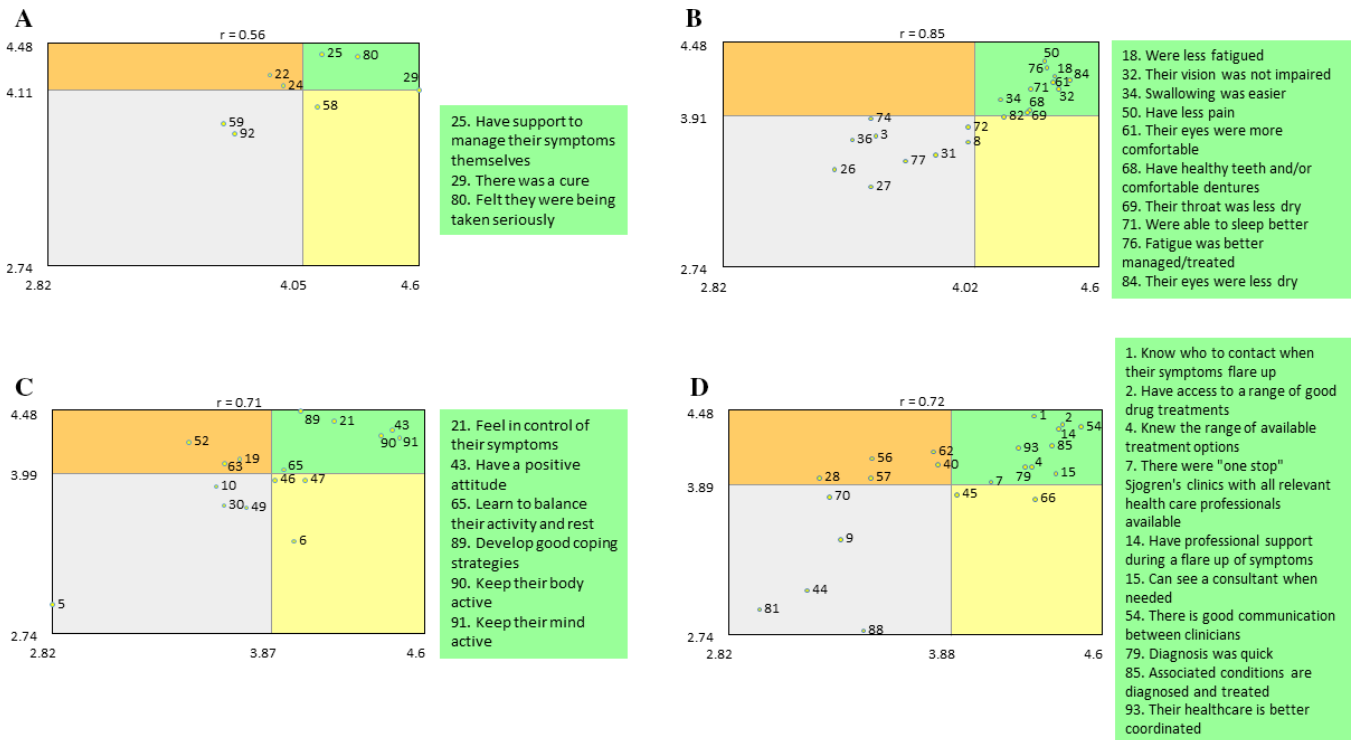 A
r = 0.56
4.48
4.11
2.74
2.82
4.05
4.6
25
80
22
24
29
58
59
92
25. Have support to
manage their symptoms
themselves
29. There was a cure
80. Felt they were being
taken seriously
B
r = 0.85
4.48
3.91
2.74
2.82
4.02
4.6
50
76
18
84
61
71
32
34
68
82
69
74
72
36
3
8
31
77
26
27
18. Were less fatigued
32. Their vision was not impaired
34. Swallowing was easier
50. Have less pain
61. Their eyes were more
comfortable
68. Have healthy teeth and/or
comfortable dentures
69. Their throat was less dry
71. Were able to sleep better
76. Fatigue was better
managed/treated
84. Their eyes were less dry
C
r = 0.71
4.48
3.99
2.74
2.82
3.87
4.6
89
21
43
52
90
91
19
63
65
46
47
10
30
49
6
5
21. Feel in control of
their symptoms
43. Have a positive
attitude
65. Learn to balance
their activity and rest
89. Develop good coping
strategies
90. Keep their body
active
91. Keep their mind
active
D
r = 0.72
4.48
3.89
2.74
2.82
3.88
4.6
1
2
54
14
93
85
62
56
40
4
79
15
28
57
7
70
45
66
9
44
81
88
1. Know who to contact when
their symptoms flare up
2. Have access to a range of good
drug treatments
4. Knew the range of available
treatment options
7. There were "one stop"
Sjogren's clinics with all relevant
health care professionals
available
14. Have professional support
during a flare up of symptoms
15. Can see a consultant when
needed
54. There is good communication
between clinicians
79. Diagnosis was quick
85. Associated conditions are
diagnosed and treated
93. Their healthcare is better
coordinated